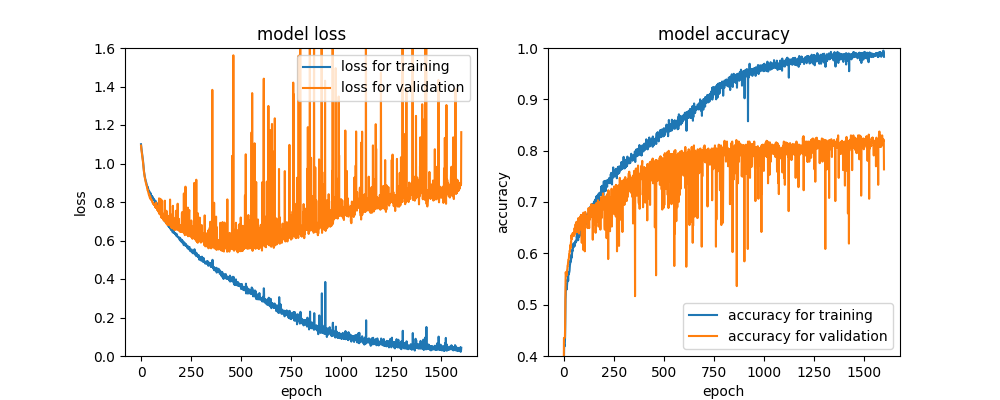 model loss
loss
1.6
1.4
1.2
1.0
0.8
0.6
0.4
0.2
0.0
loss for training
loss for validation
0 250 500 750 1000 1250 1500
epoch
model accuracy
accuracy
1.0
0.9
0.8
0.7
0.6
0.5
0.4
accuracy for training
accuracy for validation
0 250 500 750 1000 1250 1500
epoch